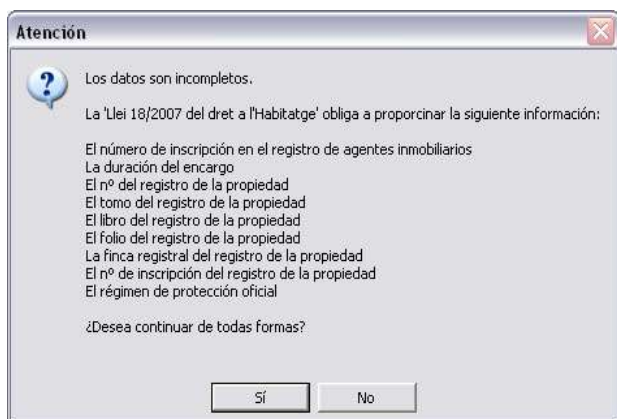 Atención
Los datos son incompletos.
La 'Llei 18/2007 del dret a l'Habitatge' obliga a proporcinar la siguiente información:
El número de inscripción en el registro de agentes inmobiliarios
La duración del encargo
El nº del registro de la propiedad
El tomo del registro de la propiedad
El libro del registro de la propiedad
El folio del registro de la propiedad
La finca registral del registro de la propiedad
El nº de inscripción del registro de la propiedad
El régimen de protección oficial
¿Desea continuar de todas formas?
Sí
No